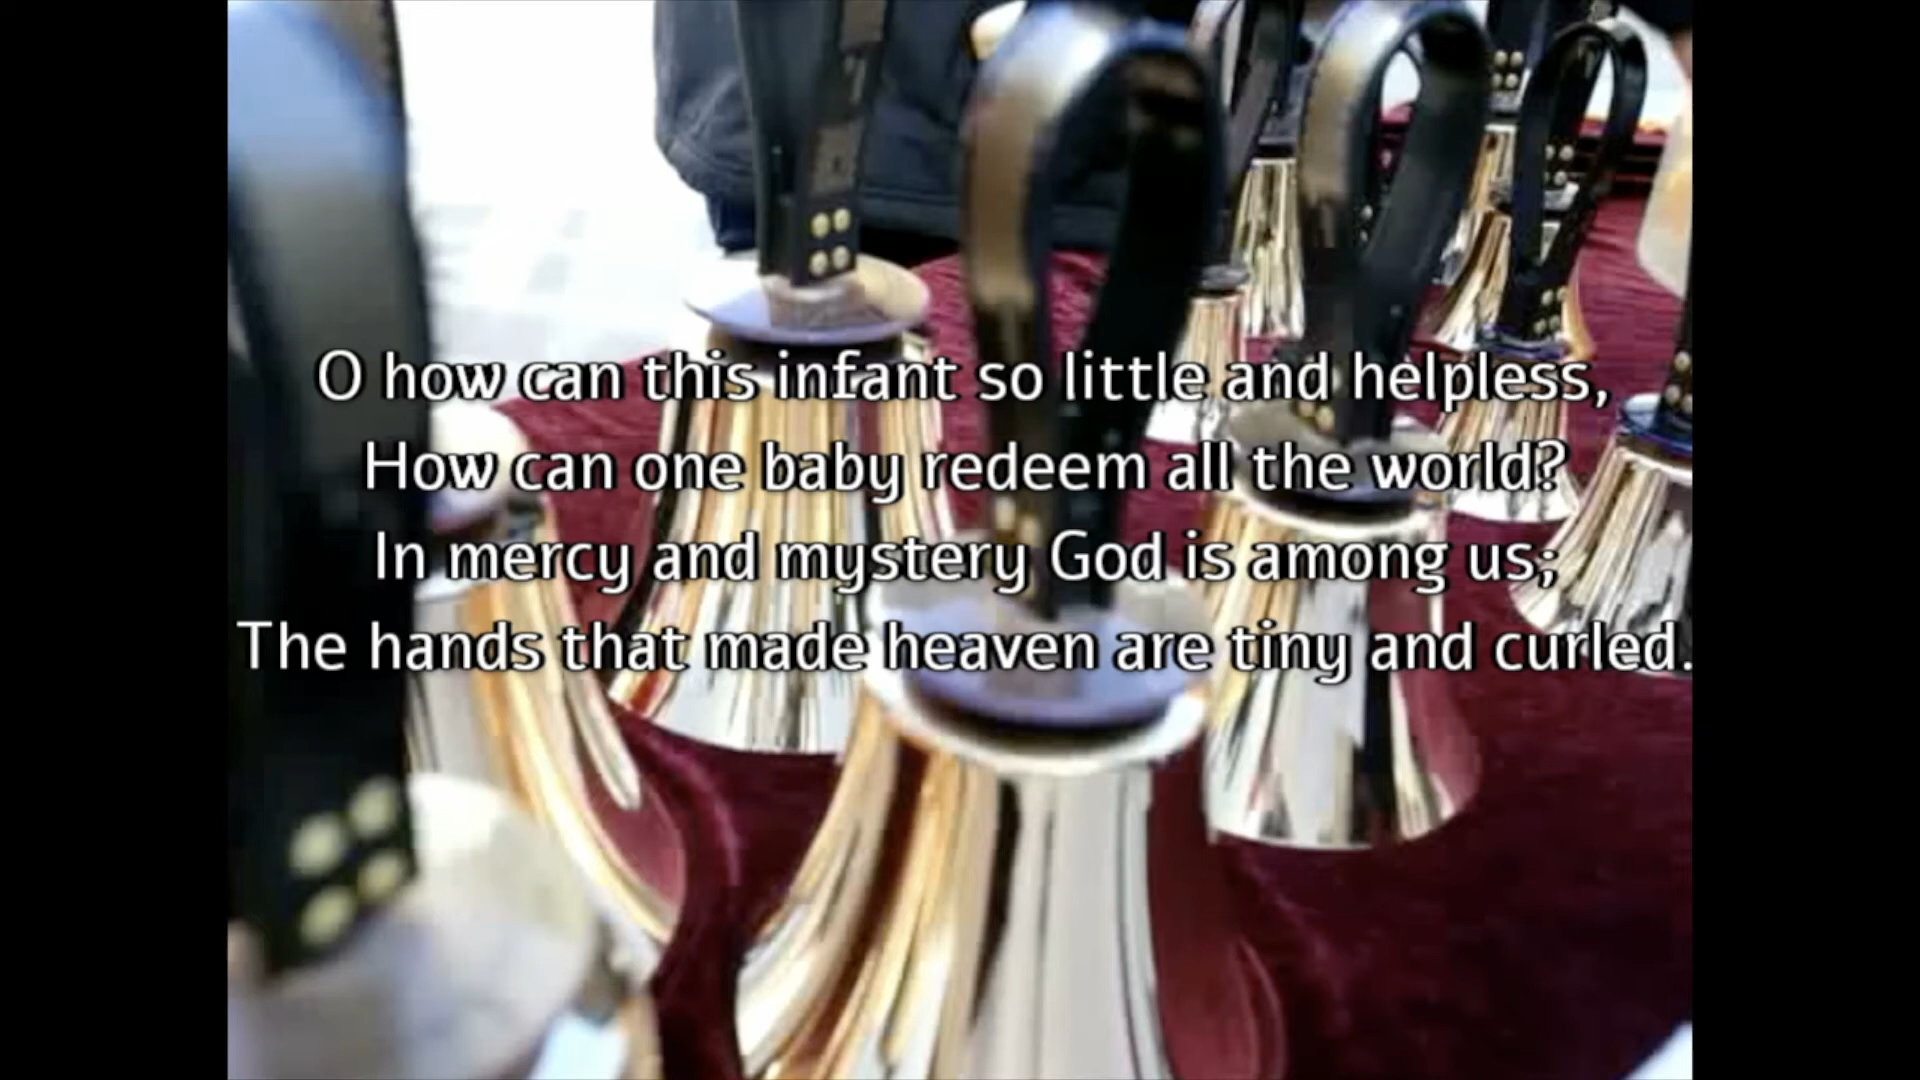 O how can this infant so little and helpless,
How can one baby redeem all the world?
In mercy and mystery God is among us;
The hands that made heaven are tiny and curled.